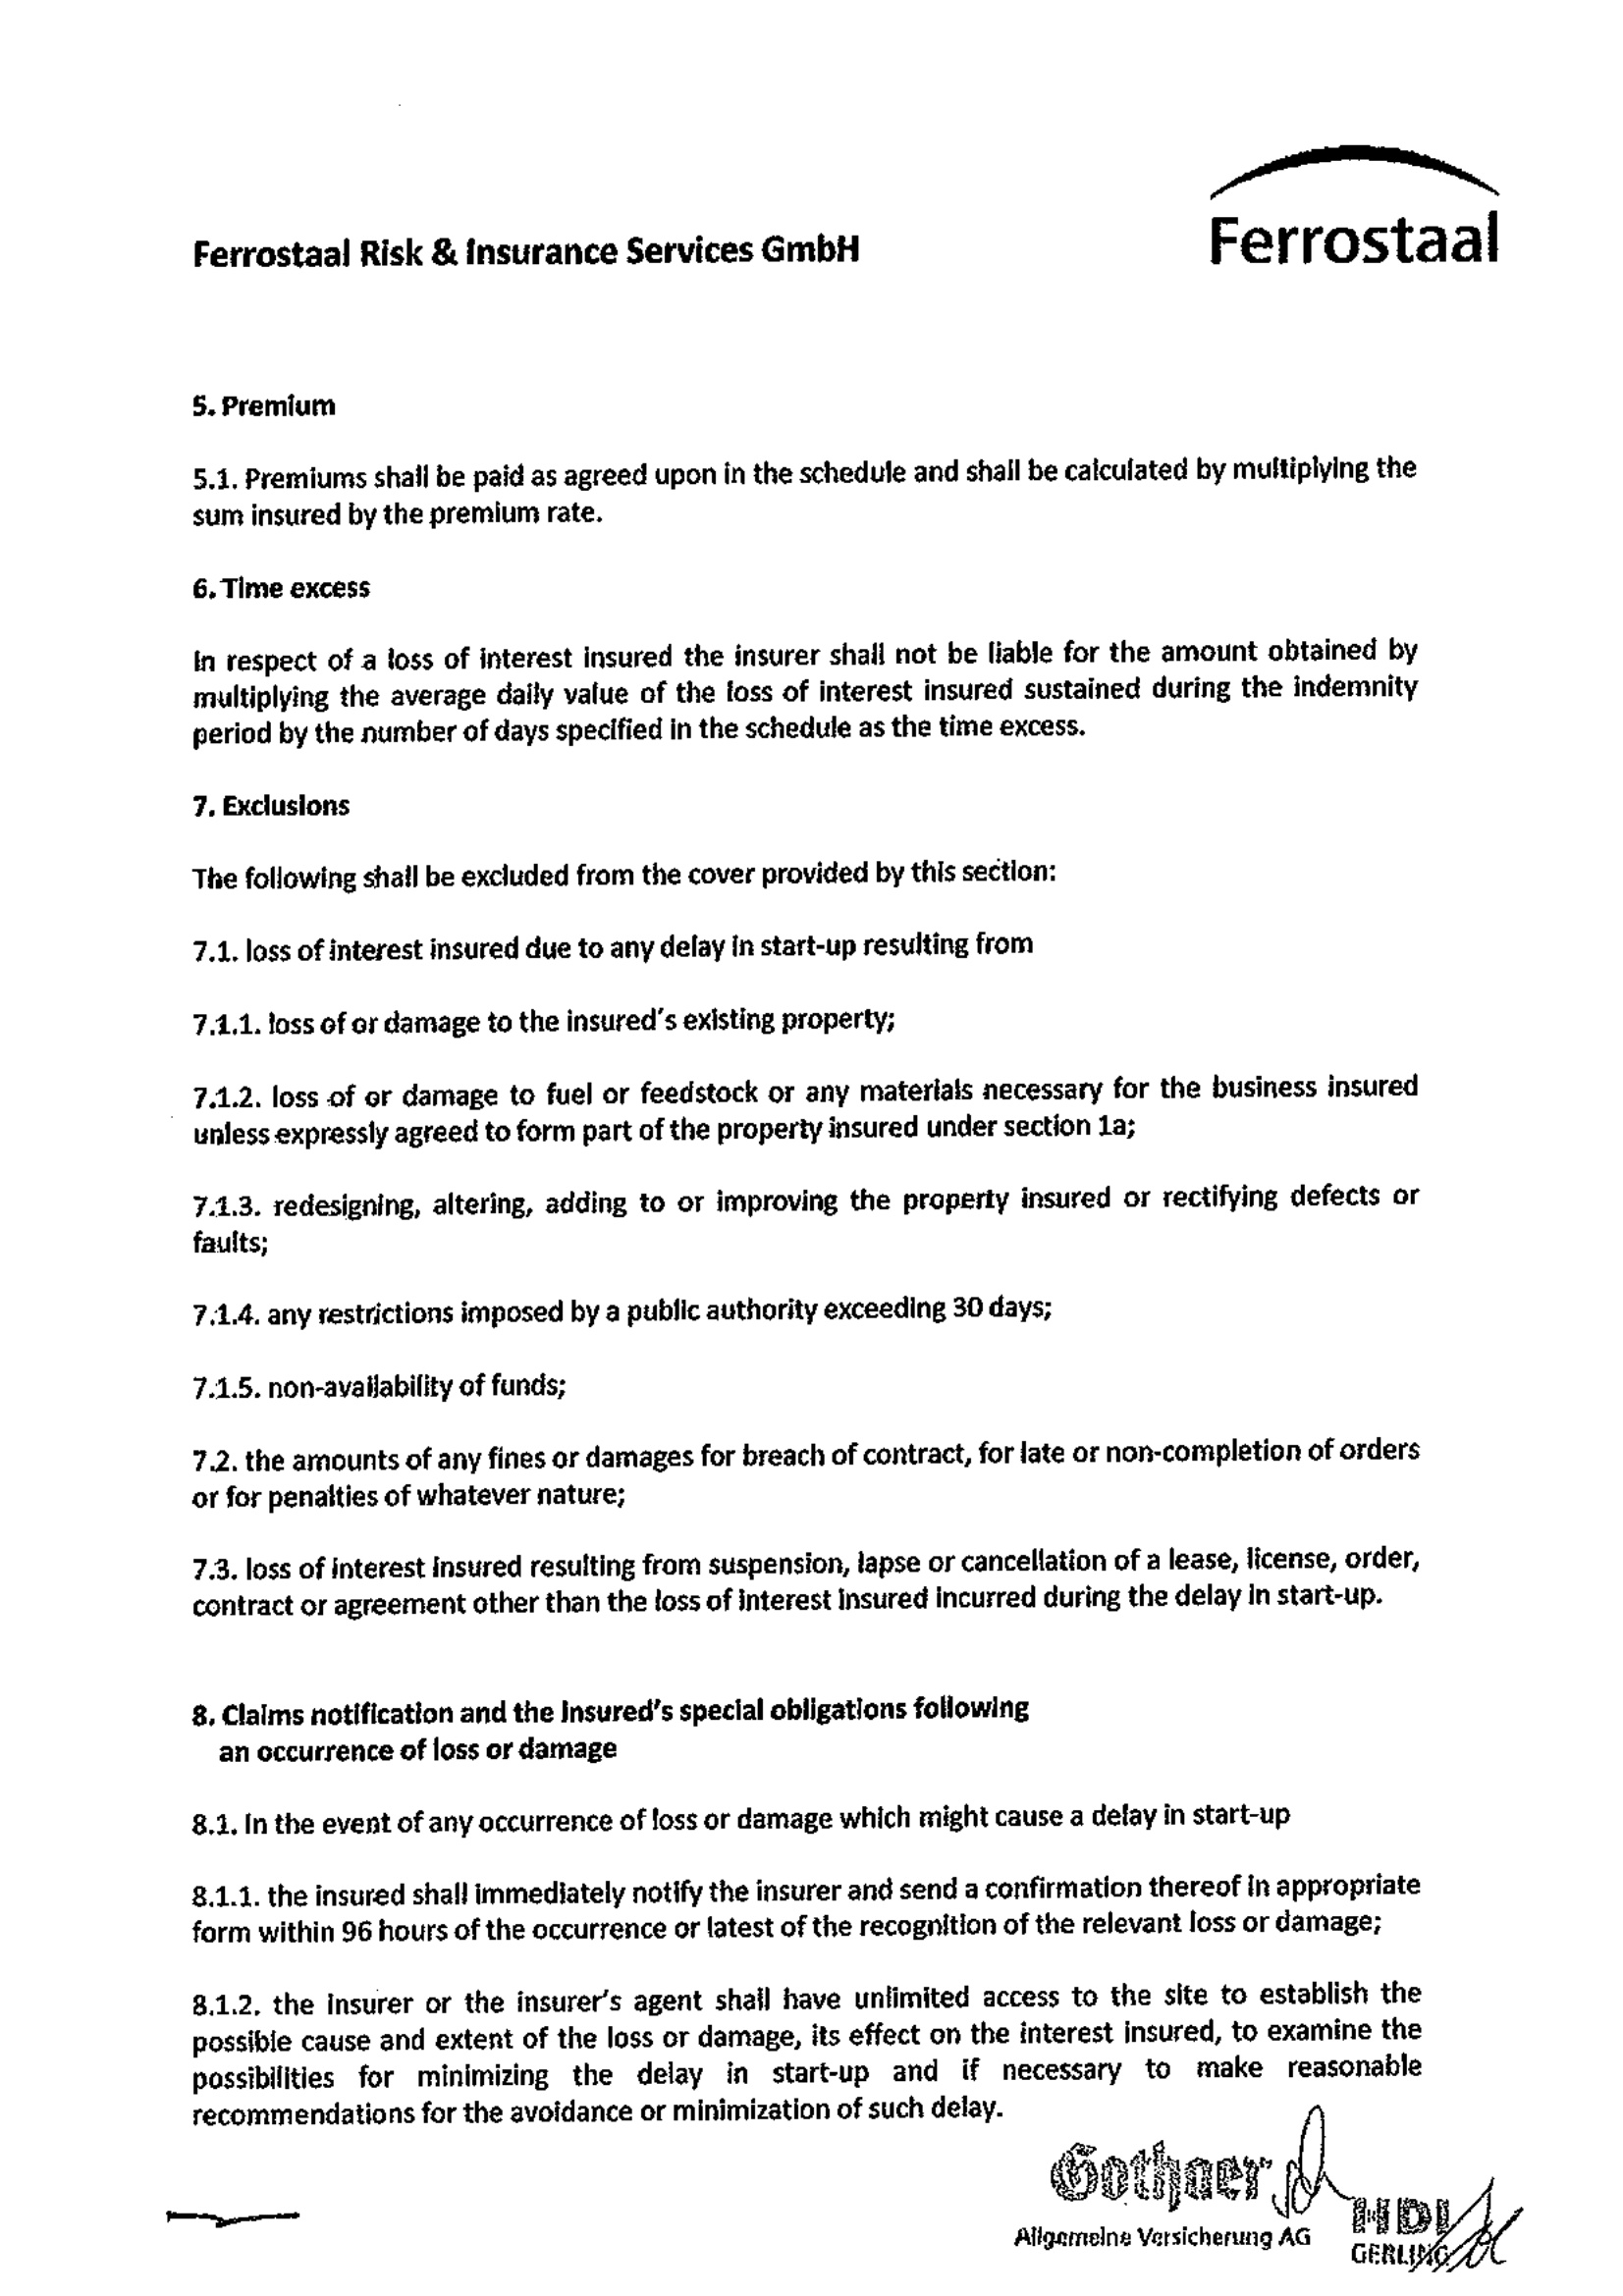 Ferrostaal
Ferrostaal Risk & Insurance Services GmbH
5. Premium
5.1. Premiums shall be paid as agreed upon in the schedule and shall be calculated by multiplying the
sum insured by the premium rate.
6. Time excess
In respect of a loss of interest insured the insurer shall not be liable for the amount obtained by
multiplying the average daily value of the loss of interest insured sustained during the indemnity
period by the number of days specified in the schedule as the time excess.
7. Exclusions
The following shall be excluded from the cover provided by this section:
7.1. loss of interest insured due to any delay in start-up resulting from
7.1.1. loss of or damage to the insured's existing property;
7.1.2. loss of or damage to fuel or feedstock or any materials necessary for the business insured
unless expressly agreed to form part of the property insured under section 1a;
7.1.3. redesigning, altering, adding to or improving the property insured or rectifying defects or
faults;
7.1.4. any restrictions imposed by a public authority exceeding 30 days;
7.1.5. non-availability of funds;
7.2. the amounts of any fines or damages for breach of contract, for late or non-completion of orders
or for penalties of whatever nature;
7.3. loss of interest insured resulting from suspension, lapse or cancellation of a lease, license, order,
contract or agreement other than the loss of interest insured incurred during the delay in start-up.
8. Claims notification and the insured's special obligations following
an occurrence of loss or damage
8.1. In the event of any occurrence of loss or damage which might cause a delay in start-up
8.1.1. the insured shall immediately notify the insurer and send a confirmation thereof in appropriate
form within 96 hours of the occurrence or latest of the recognition of the relevant loss or damage;
8.1.2. the insurer or the insurer's agent shall have unlimited access to the site to establish the
possible cause and extent of the loss or damage, its effect on the interest insured, to examine the
possibilities for minimizing the delay in start-up and if necessary to make reasonable
recommendations for the avoidance or minimization of such delay.
Gothaer
Allgemeine Versicherung AG
HDI
GERLING